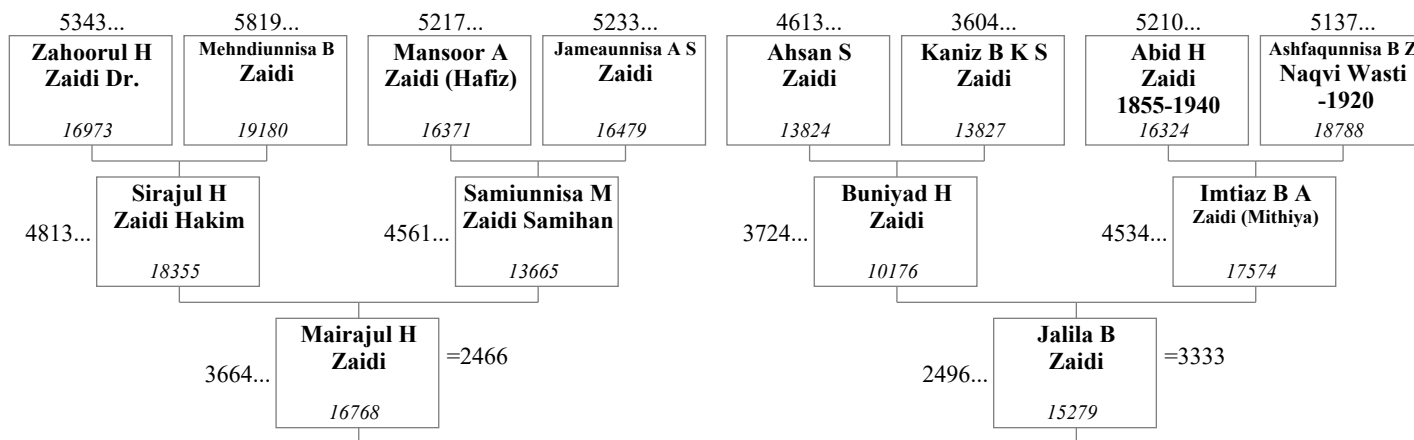 5343... 5819... 5217... 5233... 4613... 3604... 5210... 5137...
Zahoorul H
Zaidi Dr.
16973
Mehndiunnisa B
Zaidi
19180
Mansoor A
Zaidi (Hafiz)
16371
Jameaunnisa A S
Zaidi
16479
Ahsan S
Zaidi
13824
Kaniz B K S
Zaidi
13827
Abid H
Zaidi
1855-1940
16324
Ashfaqunnisa B Z
Naqvi Wasti
-1920
18788
4813...
Sirajul H
Zaidi Hakim
18355
4561...
Samiunnisa M
Zaidi Samihan
13665
3724...
Buniyad H
Zaidi
10176
4534...
Imtiaz B A
Zaidi (Mithiya)
17574
3664...
Mairajul H
Zaidi
16768
=2466
2496...
Jalila B
Zaidi
15279
=3333